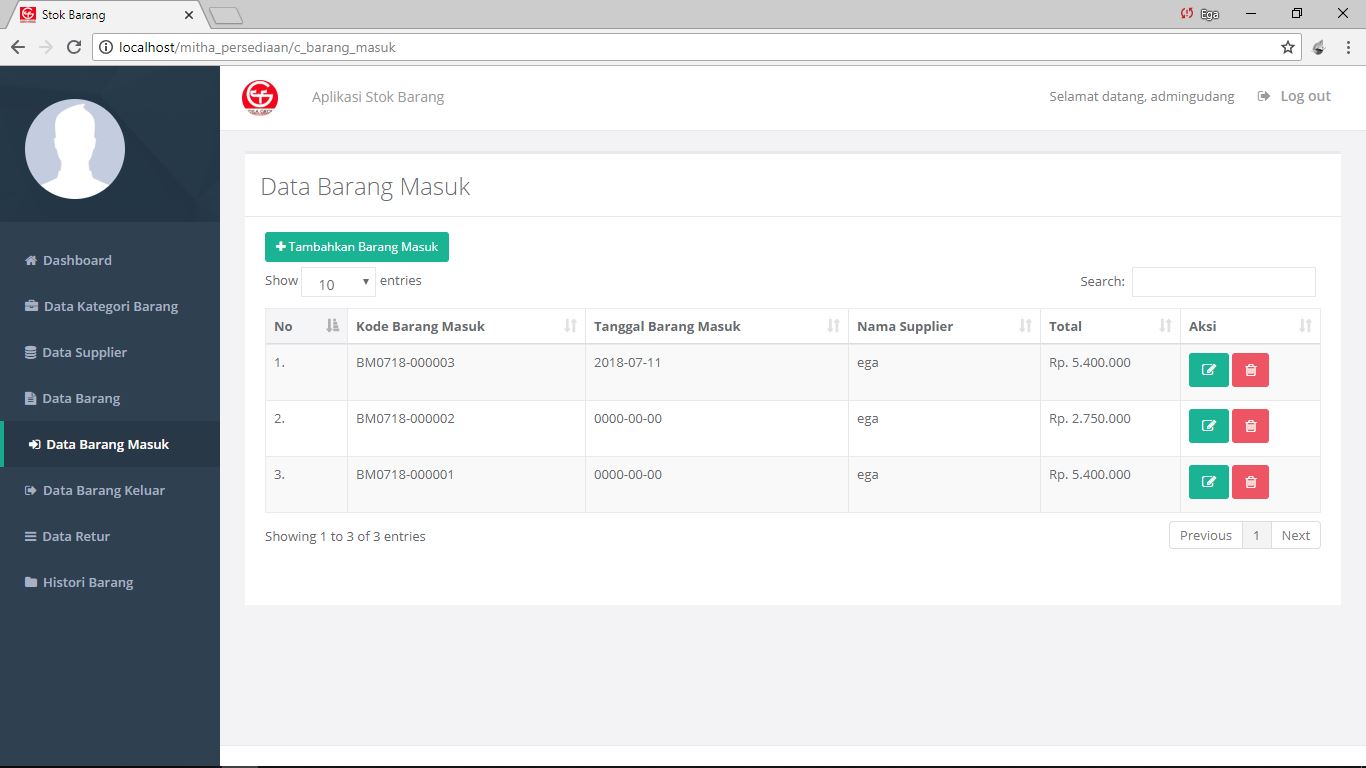 Stok Barang
Ega
localhost/mitha_persediaan/c_barang_masuk
Aplikasi Stok Barang
Selamat datang, admingudang
Log out
Dashboard
Data Kategori Barang
Data Supplier
Data Barang
Data Barang Masuk
Data Barang Keluar
Data Retur
Histori Barang
Data Barang Masuk
Tambahkan Barang Masuk
Show 10 entries
Search:
No Kode Barang Masuk Tanggal Barang Masuk Nama Supplier Total Aksi
1. BM0718-000003 2018-07-11 ega Rp. 5.400.000
2. BM0718-000002 0000-00-00 ega Rp. 2.750.000
3. BM0718-000001 0000-00-00 ega Rp. 5.400.000
Showing 1 to 3 of 3 entries
Previous 1 Next